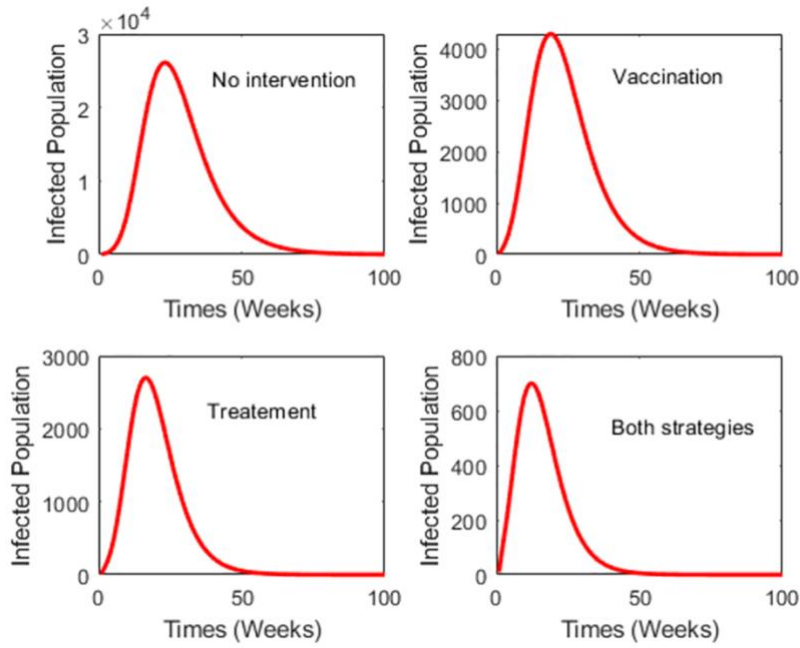 ×10⁴
3
2
1
0
Infected Population
No intervention
0 50 100
Times (Weeks)
4000
3000
2000
1000
0
Infected Population
Vaccination
0 50 100
Times (Weeks)
3000
2000
1000
0
Infected Population
Treatement
0 50 100
Times (Weeks)
800
600
400
200
0
Infected Population
Both strategies
0 50 100
Times (Weeks)